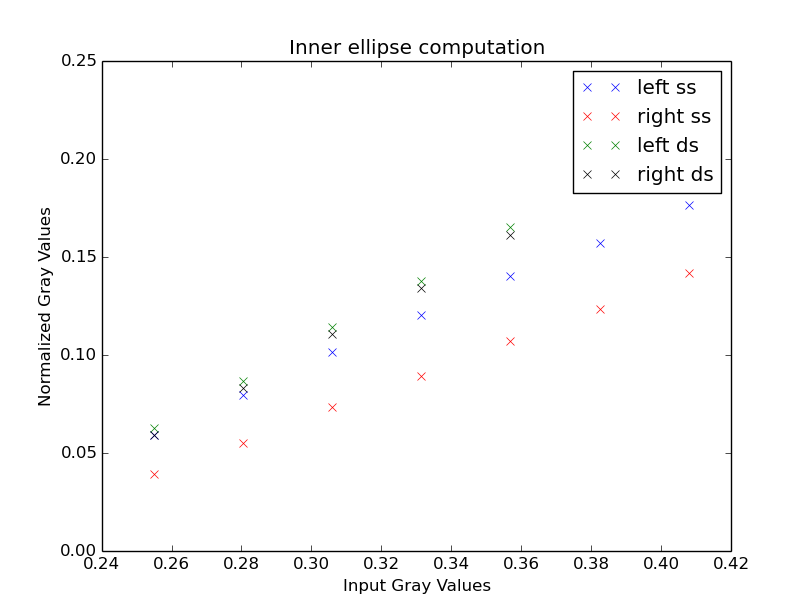 Inner ellipse computation
left ss
right ss
left ds
right ds
0.25
0.20
0.15
0.10
0.05
0.00
Normalized Gray Values
0.24 0.26 0.28 0.30 0.32 0.34 0.36 0.38 0.40 0.42
Input Gray Values